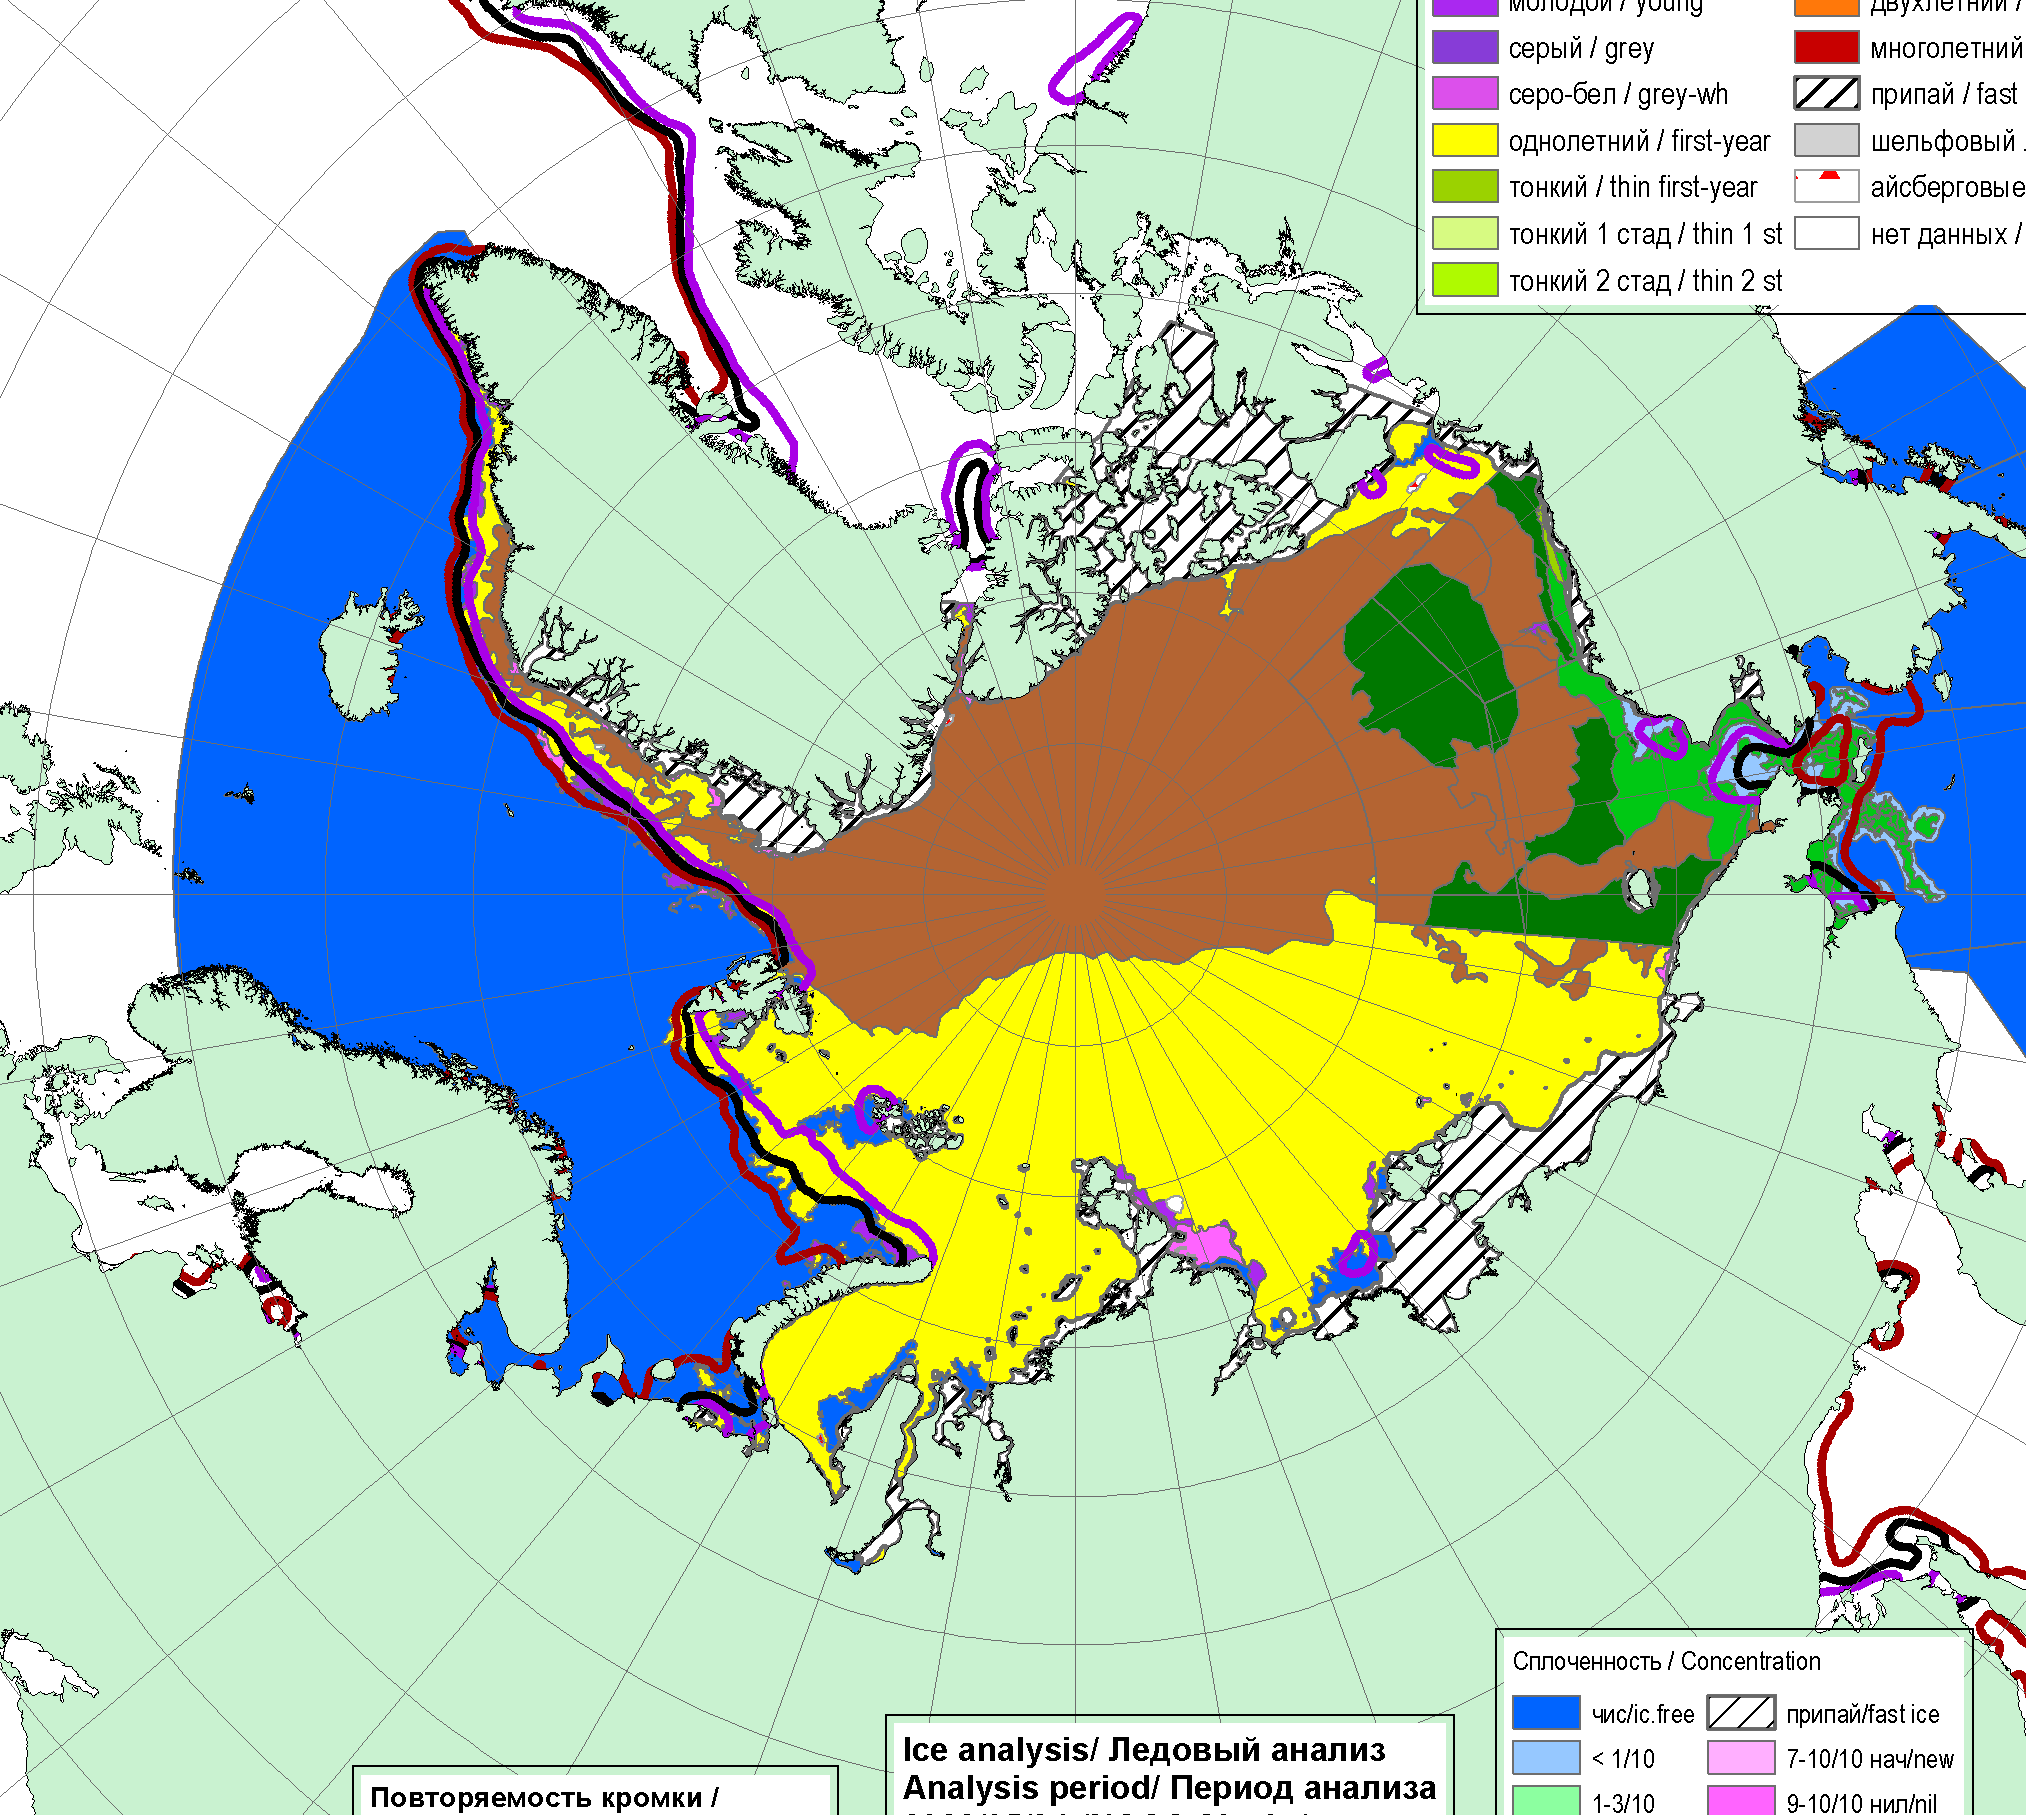 молодой / young
серый / grey
серо-бел / grey-wh
однолетний / first-year
тонкий / thin first-year
тонкий 1 стад / thin 1 st
тонкий 2 стад / thin 2 st
двухлетний /
многолетний
припай / fast
шельфовый
айсберговые
нет данных /
Сплоченность / Concentration
чис/ic.free
< 1/10
1-3/10
припай/fast ice
7-10/10 нач/new
9-10/10 нил/nil
Ice analysis/ Ледовый анализ
Analysis period/ Период анализа
Повторяемость кромки /